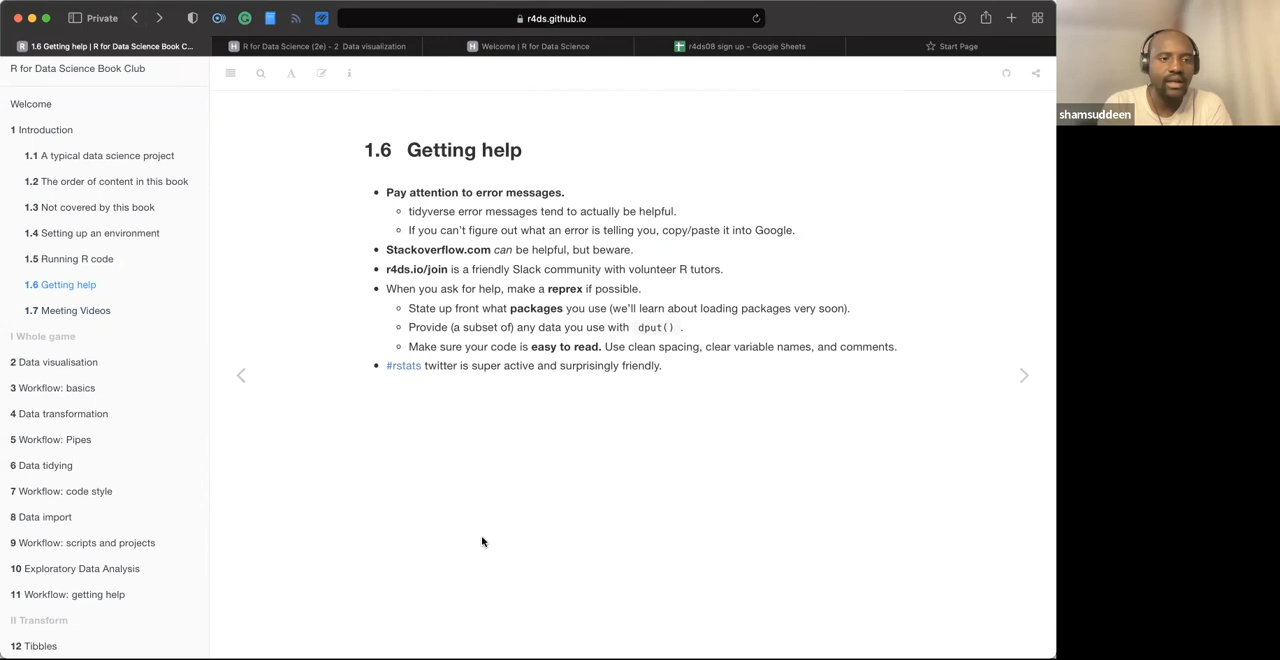 Private
r4ds.github.io
1.6 Getting help | R for Data Science Book C...
R for Data Science (2e) - 2 Data visualization
Welcome | R for Data Science
r4ds08 sign up - Google Sheets
Start Page
R for Data Science Book Club
Welcome
1 Introduction
1.1 A typical data science project
1.2 The order of content in this book
1.3 Not covered by this book
1.4 Setting up an environment
1.5 Running R code
1.6 Getting help
1.7 Meeting Videos
I Whole game
2 Data visualisation
3 Workflow: basics
4 Data transformation
5 Workflow: Pipes
6 Data tidying
7 Workflow: code style
8 Data import
9 Workflow: scripts and projects
10 Exploratory Data Analysis
11 Workflow: getting help
II Transform
12 Tibbles
1.6 Getting help
Pay attention to error messages.
tidyverse error messages tend to actually be helpful.
If you can't figure out what an error is telling you, copy/paste it into Google.
Stackoverflow.com can be helpful, but beware.
r4ds.io/join is a friendly Slack community with volunteer R tutors.
When you ask for help, make a reprex if possible.
State up front what packages you use (we'll learn about loading packages very soon).
Provide (a subset of) any data you use with dput() .
Make sure your code is easy to read. Use clean spacing, clear variable names, and comments.
#rstats twitter is super active and surprisingly friendly.
shamsuddeen